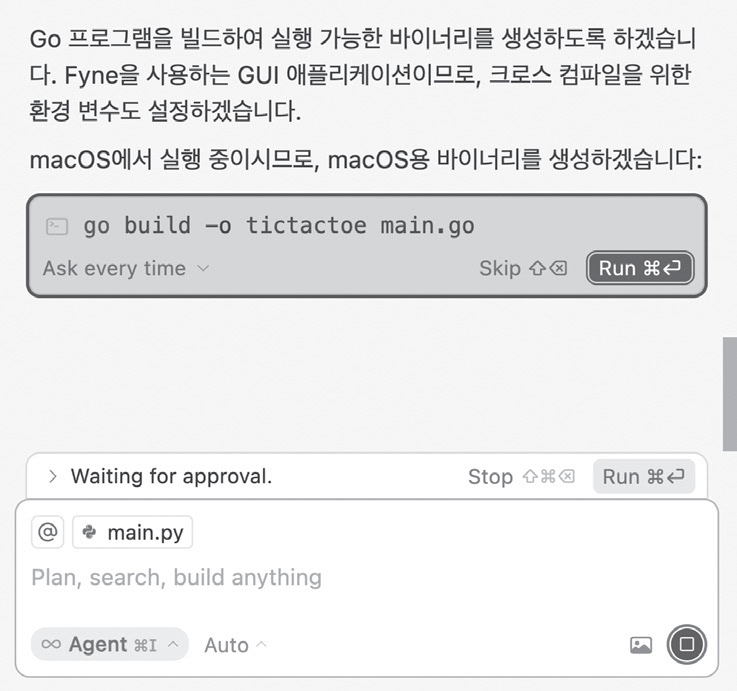 Go 프로그램을 빌드하여 실행 가능한 바이너리를 생성하도록 하겠습니
다. Fyne을 사용하는 GUI 애플리케이션이므로, 크로스 컴파일을 위한
환경 변수도 설정하겠습니다.
macOS에서 실행 중이시므로, macOS용 바이너리를 생성하겠습니다:
go build -o tictactoe main.go
Ask every time Skip ⇧⌫ Run ⌘⏎
Waiting for approval. Stop ⇧⌘⌫ Run ⌘⏎
@ main.py
Plan, search, build anything
∞ Agent ⌘I Auto